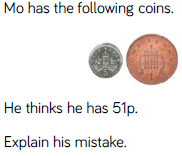 Mo has the following coins.
He thinks he has 51p.
Explain his mistake.